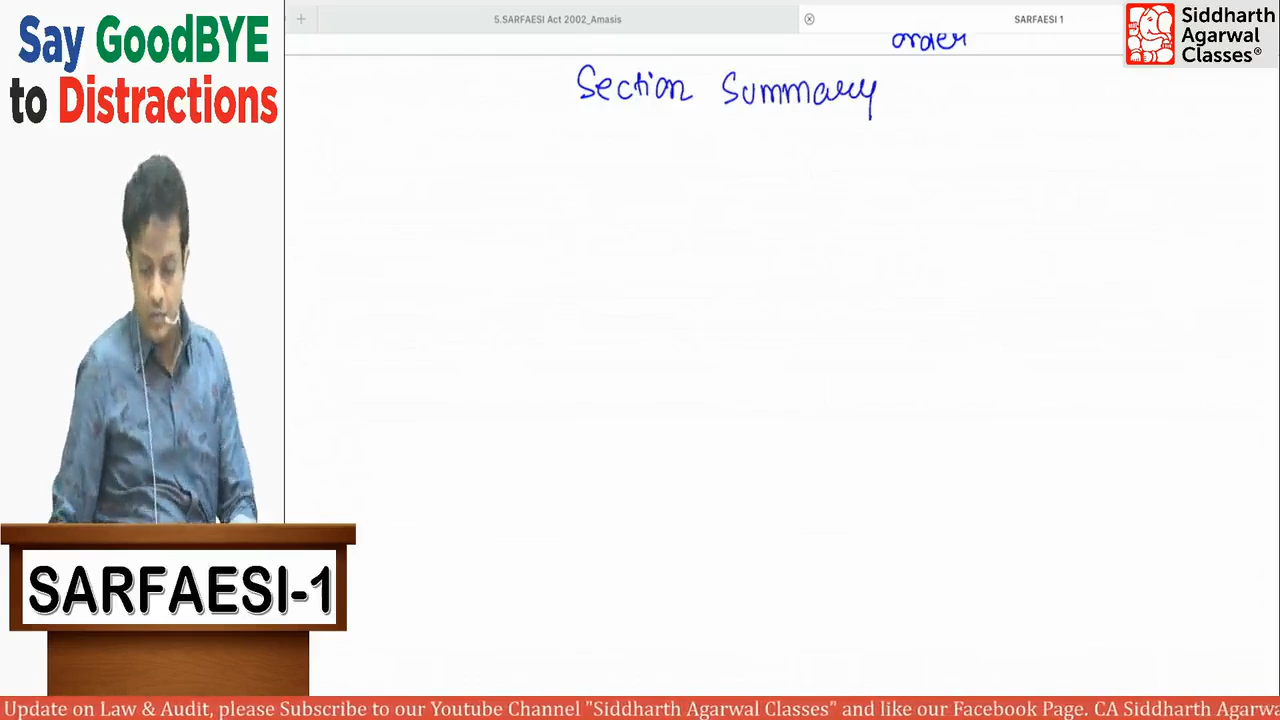 Say GoodBYE
to Distractions
+
5.SARFAESI Act 2002_Amasis
SARFAESI 1
Siddharth
Agarwal
Classes®
order
Section Summary
SARFAESI-1
Update on Law & Audit, please Subscribe to our Youtube Channel "Siddharth Agarwal Classes" and like our Facebook Page. CA Siddharth Agarwa